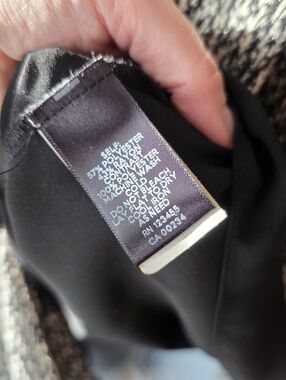 SELF:
57% POLYESTER
43% RAYON
CONTRAST:
100% POLYESTER
MACHINE WASH
COLD
DO NOT BLEACH
LAY FLAT TO DRY
COOL IRON
AS NEED
RN 123455
CA 00234